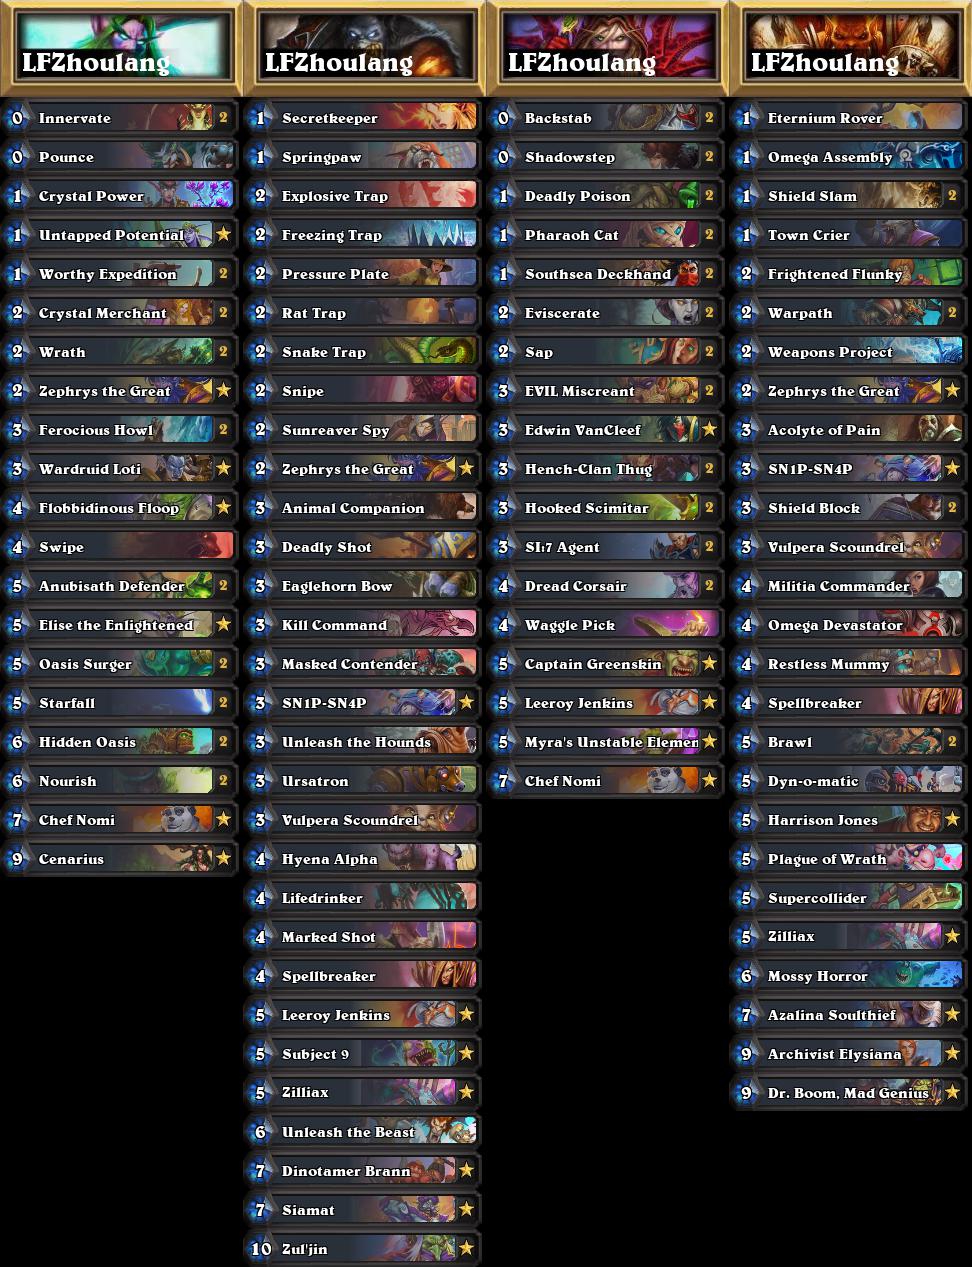 LFZhoulang
0 Innervate 2
0 Pounce
1 Crystal Power
1 Untapped Potential
1 Worthy Expedition 2
2 Crystal Merchant 2
2 Wrath 2
2 Zephrys the Great
3 Ferocious Howl 2
3 Wardruid Loti
4 Flobbidinous Floop
4 Swipe
5 Anubisath Defender 2
5 Elise the Enlightened
5 Oasis Surger 2
5 Starfall 2
6 Hidden Oasis 2
6 Nourish 2
7 Chef Nomi
9 Cenarius
LFZhoulang
1 Secretkeeper
1 Springpaw
2 Explosive Trap
2 Freezing Trap
2 Pressure Plate
2 Rat Trap
2 Snake Trap
2 Snipe
2 Sunreaver Spy
2 Zephrys the Great
3 Animal Companion
3 Deadly Shot
3 Eaglehorn Bow
3 Kill Command
3 Masked Contender
3 SN1P-SN4P
3 Unleash the Hounds
3 Ursatron
3 Vulpera Scoundrel
4 Hyena Alpha
4 Lifedrinker
4 Marked Shot
4 Spellbreaker
5 Leeroy Jenkins
5 Subject 9
5 Zilliax
6 Unleash the Beast
7 Dinotamer Brann
7 Siamat
10 Zul'jin
LFZhoulang
0 Backstab 2
0 Shadowstep 2
1 Deadly Poison 2
1 Pharaoh Cat 2
1 Southsea Deckhand 2
2 Eviscerate 2
2 Sap 2
3 EVIL Miscreant 2
3 Edwin VanCleef
3 Hench-Clan Thug 2
3 Hooked Scimitar 2
3 SI:7 Agent 2
4 Dread Corsair 2
4 Waggle Pick
5 Captain Greenskin
5 Leeroy Jenkins
5 Myra's Unstable Elemen
7 Chef Nomi
LFZhoulang
1 Eternium Rover
1 Omega Assembly
1 Shield Slam 2
1 Town Crier
2 Frightened Flunky
2 Warpath 2
2 Weapons Project
2 Zephrys the Great
3 Acolyte of Pain
3 SN1P-SN4P
3 Shield Block 2
3 Vulpera Scoundrel
4 Militia Commander
4 Omega Devastator
4 Restless Mummy
4 Spellbreaker
5 Brawl 2
5 Dyn-o-matic
5 Harrison Jones
5 Plague of Wrath
5 Supercollider
5 Zilliax
6 Mossy Horror
7 Azalina Soulthief
9 Archivist Elysiana
9 Dr. Boom, Mad Genius